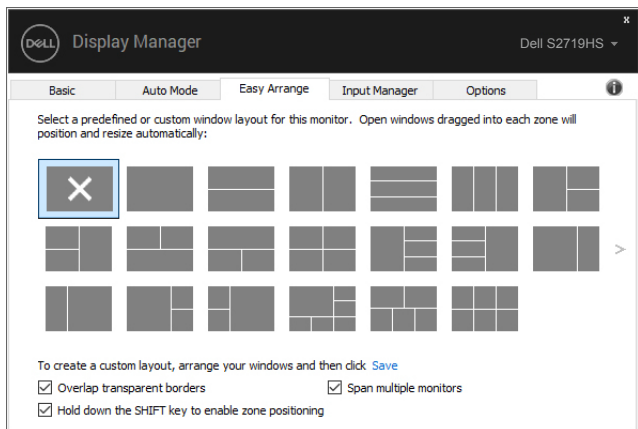 x
DELL Display Manager Dell S2719HS
Basic Auto Mode Easy Arrange Input Manager Options i
Select a predefined or custom window layout for this monitor. Open windows dragged into each zone will
position and resize automatically:
>
To create a custom layout, arrange your windows and then click Save
Overlap transparent borders Span multiple monitors
Hold down the SHIFT key to enable zone positioning